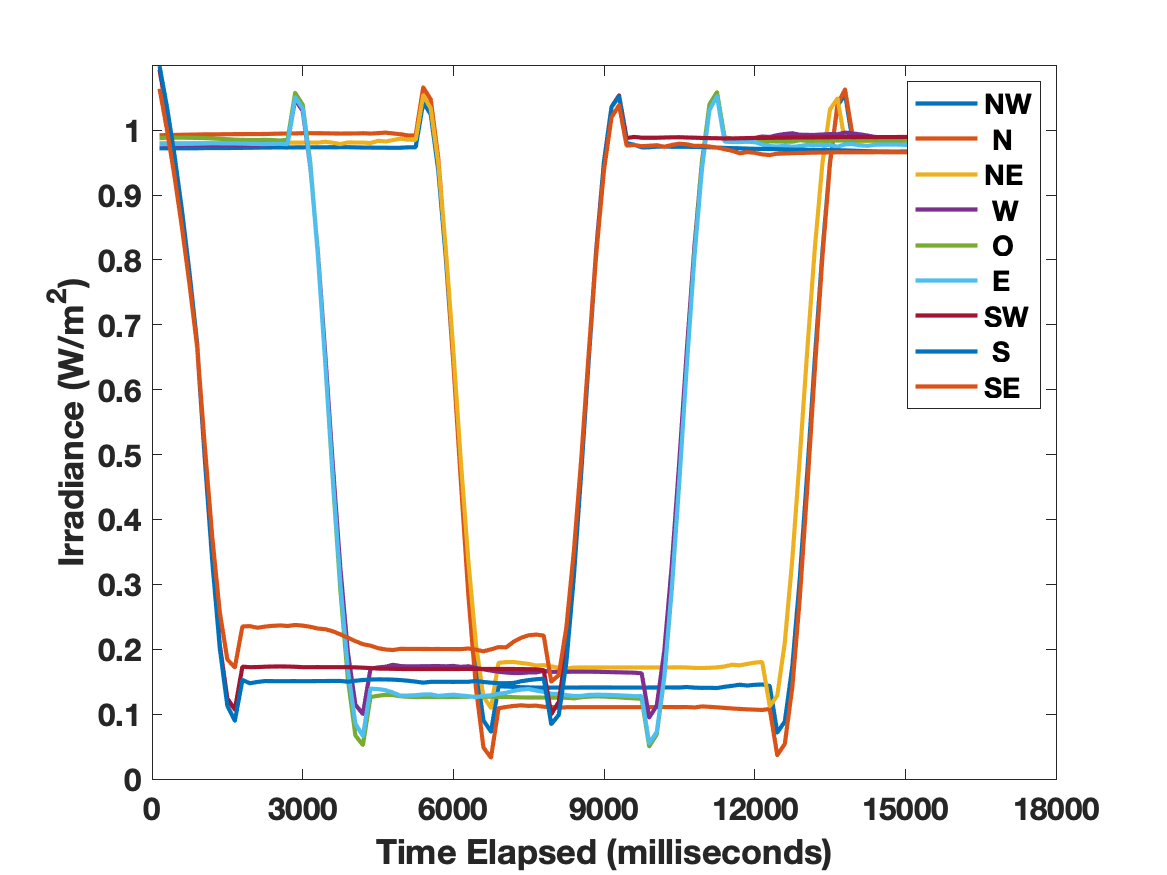 1
0.9
0.8
0.7
0.6
0.5
0.4
0.3
0.2
0.1
0
Irradiance (W/m²)
0 3000 6000 9000 12000 15000 18000
Time Elapsed (milliseconds)
NW
N
NE
W
O
E
SW
S
SE